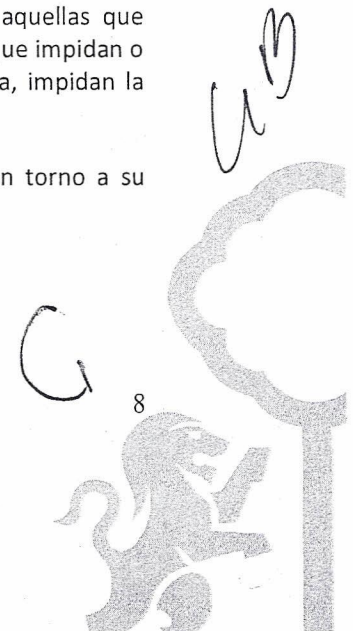 aquellas que
ue impidan o
a, impidan la
n torno a su
8